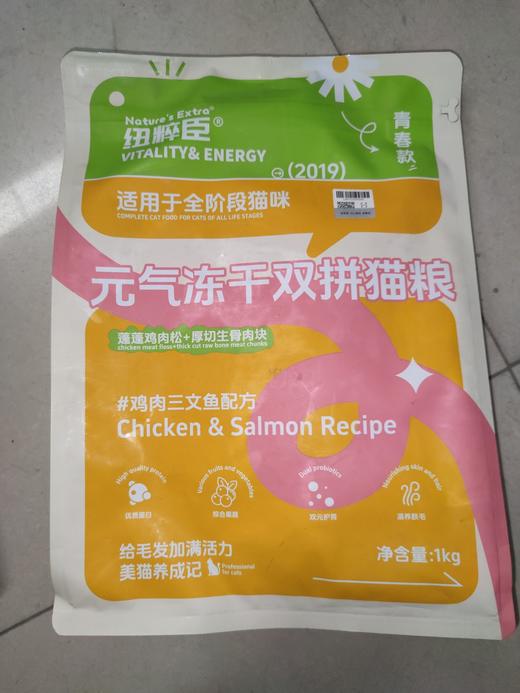 Nature's Extra®
纽粹臣®
VITALITY& ENERGY
(2019)
青春款
适用于全阶段猫咪
COMPLETE CAT FOOD FOR CATS OF ALL LIFE STAGES
元气冻干双拼猫粮
蓬蓬鸡肉松+厚切生骨肉块
chicken meat floss+thick cut raw bone meat chunks
#鸡肉三文鱼配方
Chicken & Salmon Recipe
High quality protein
优质蛋白
Various fruits and vegetables
综合果蔬
Dual probiotics
双元护胃
Nourishing skin and hair
滋养肤毛
给毛发加满活力
美猫养成记
Professional
for cats
净含量:1kg